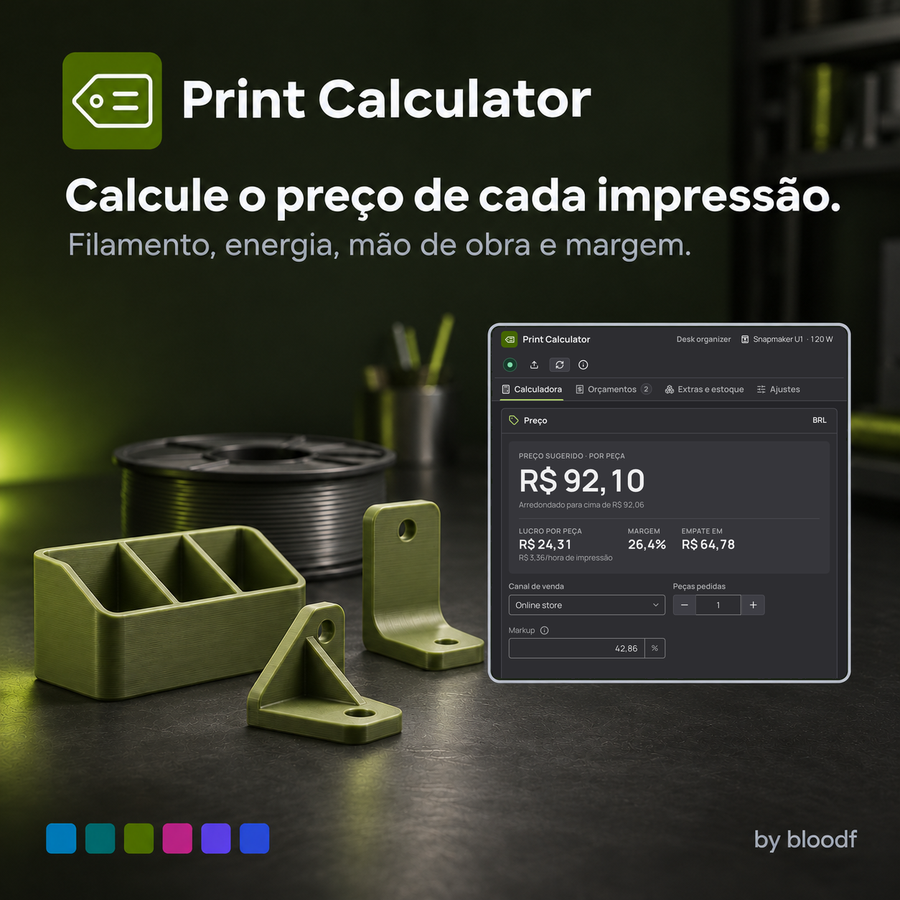 Print Calculator
Calcule o preço de cada impressão.
Filamento, energia, mão de obra e margem.
Print Calculator
Desk organizer
Snapmaker U1 · 120 W
Calculadora
Orçamentos 2
Extras e estoque
Ajustes
Preço
BRL
PREÇO SUGERIDO · POR PEÇA
R$ 92,10
Arredondado para cima de R$ 92,06
LUCRO POR PEÇA
MARGEM
EMPATE EM
R$ 24,31
26,4%
R$ 64,78
R$ 3,36/hora de impressão
Canal de venda
Peças pedidas
Online store
1
Markup
42,86
%
by bloodf